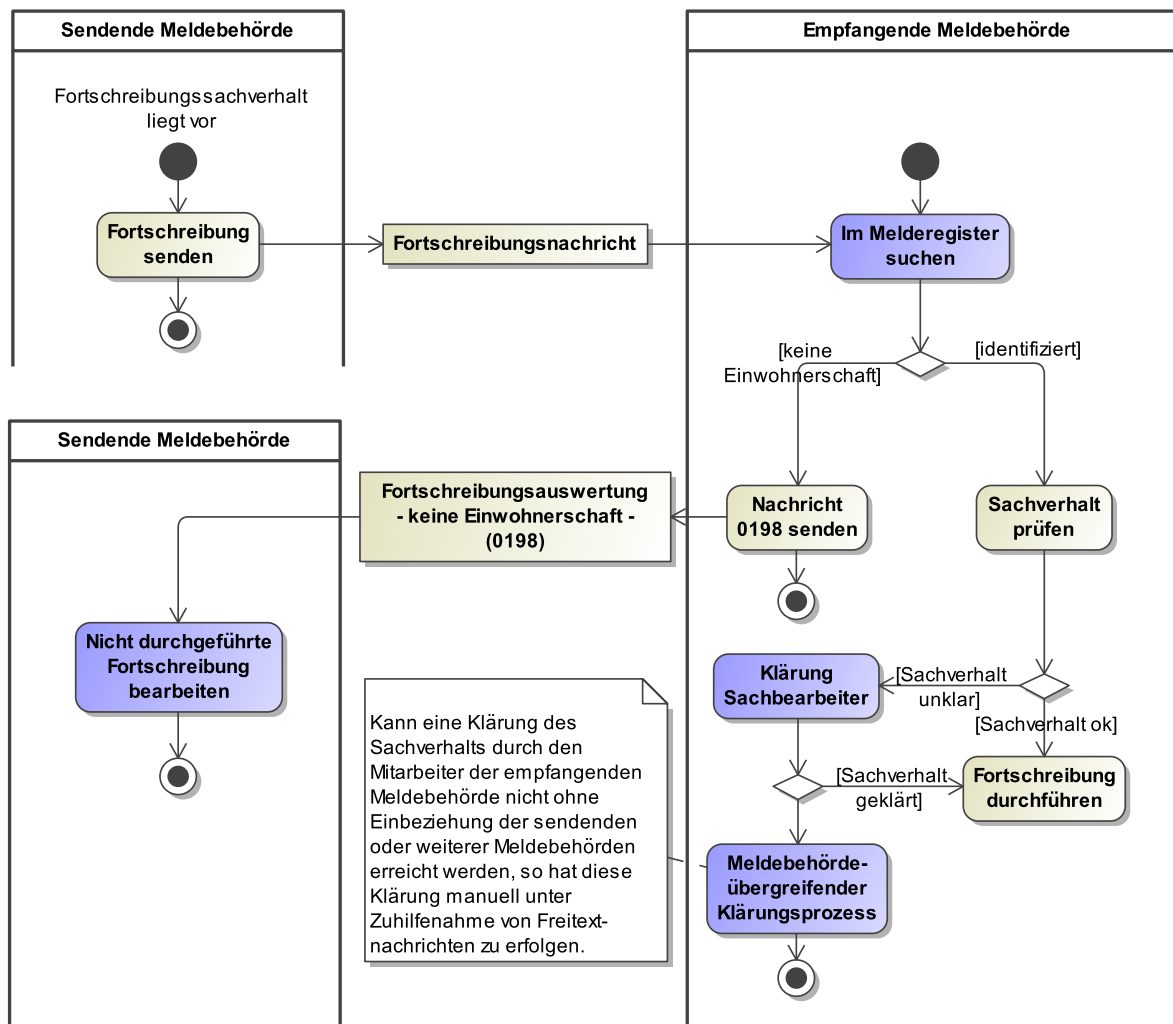 Sendende Meldebehörde
Empfangende Meldebehörde
Fortschreibungssachverhalt
liegt vor
Fortschreibung
senden
Fortschreibungsnachricht
Im Melderegister
suchen
[keine
Einwohnerschaft]
[identifiziert]
Sendende Meldebehörde
Fortschreibungsauswertung
- keine Einwohnerschaft -
(0198)
Nachricht
0198 senden
Sachverhalt
prüfen
Nicht durchgeführte
Fortschreibung
bearbeiten
Klärung
Sachbearbeiter
[Sachverhalt
unklar]
[Sachverhalt ok]
Kann eine Klärung des
Sachverhalts durch den
Mitarbeiter der empfangenden
Meldebehörde nicht ohne
Einbeziehung der sendenden
oder weiterer Meldebehörden
erreicht werden, so hat diese
Klärung manuell unter
Zuhilfenahme von Freitext-
nachrichten zu erfolgen.
[Sachverhalt
geklärt]
Fortschreibung
durchführen
Meldebehörde-
übergreifender
Klärungsprozess